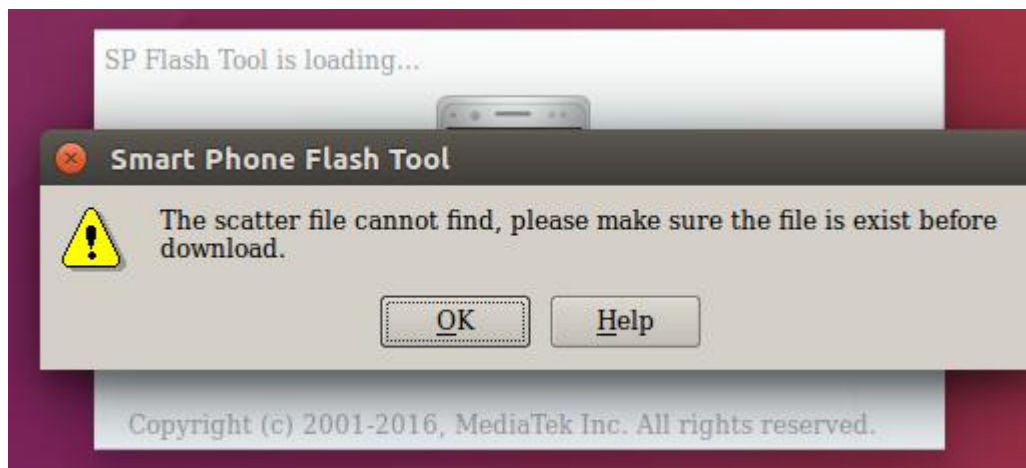 SP Flash Tool is loading...
Smart Phone Flash Tool
The scatter file cannot find, please make sure the file is exist before
download.
OK
Help
Copyright (c) 2001-2016, MediaTek Inc. All rights reserved.